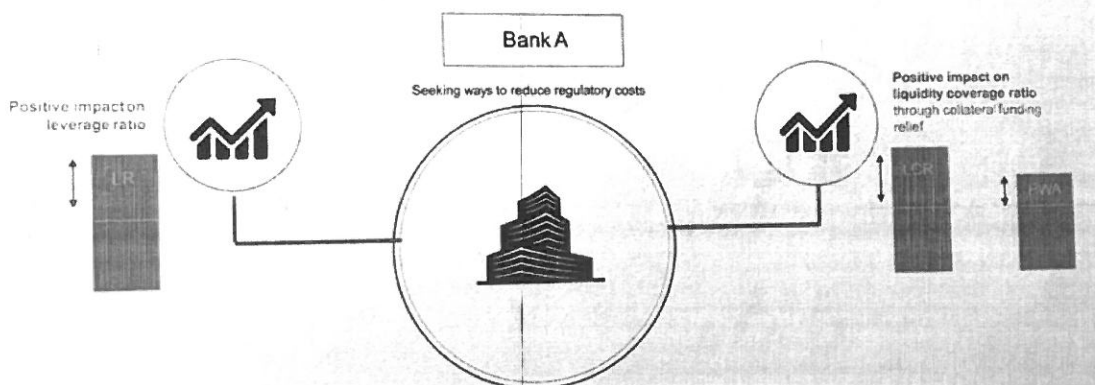 Bank A
Seeking ways to reduce regulatory costs
Positive impact on
leverage ratio
LR
Positive impact on
liquidity coverage ratio
through collateral funding
relief
LCR
RWA